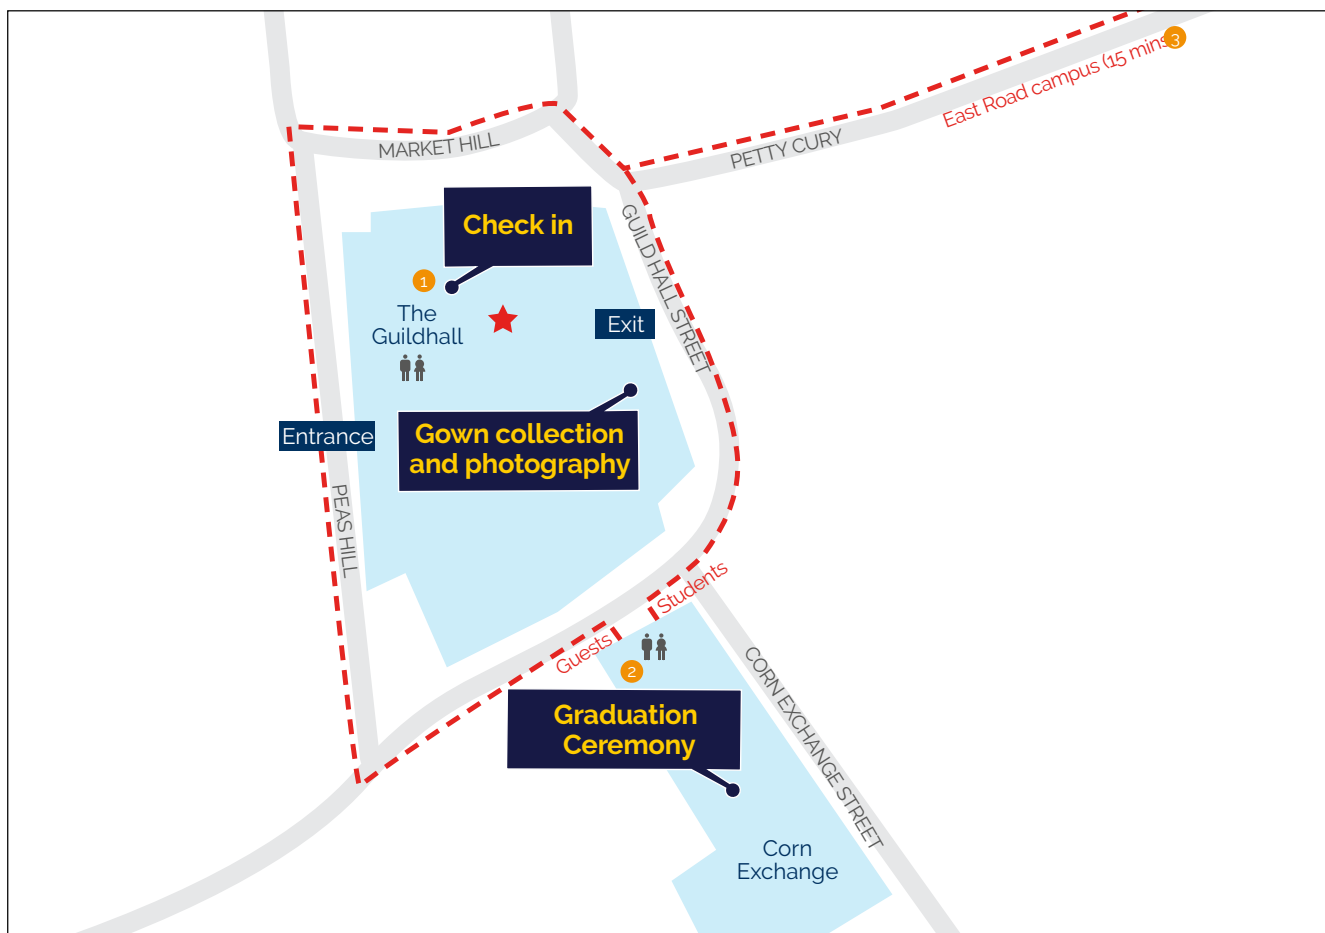 3
East Road campus (15 mins
MARKET HILL
PETTY CURY
Check in
GUILD HALL STREET
1
The
Guildhall
Exit
Entrance
Gown collection
and photography
PEAS HILL
Students
Guests
2
CORN EXCHANGE STREET
Graduation
Ceremony
Corn
Exchange